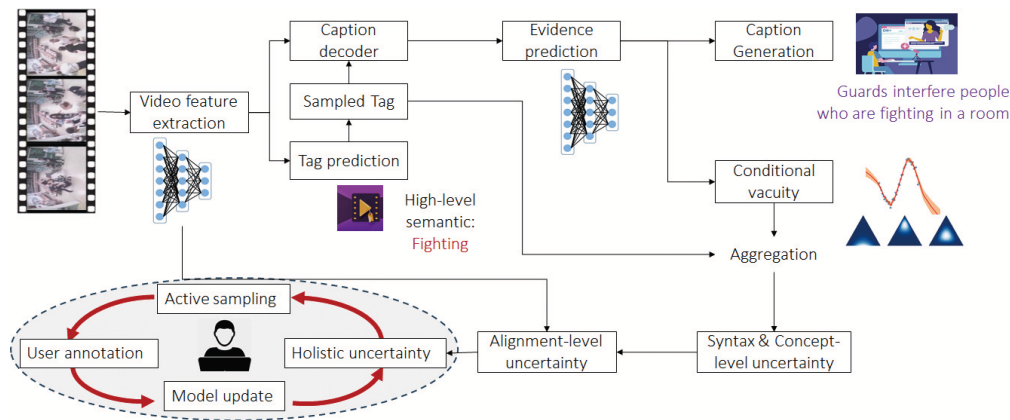 Caption
decoder
Evidence
prediction
Caption
Generation
Video feature
extraction
Sampled Tag
Tag prediction
Guards interfere people
who are fighting in a room
High-level
semantic:
Fighting
Conditional
vacuity
Aggregation
Active sampling
User annotation
Holistic uncertainty
Model update
Alignment-level
uncertainty
Syntax & Concept-
level uncertainty